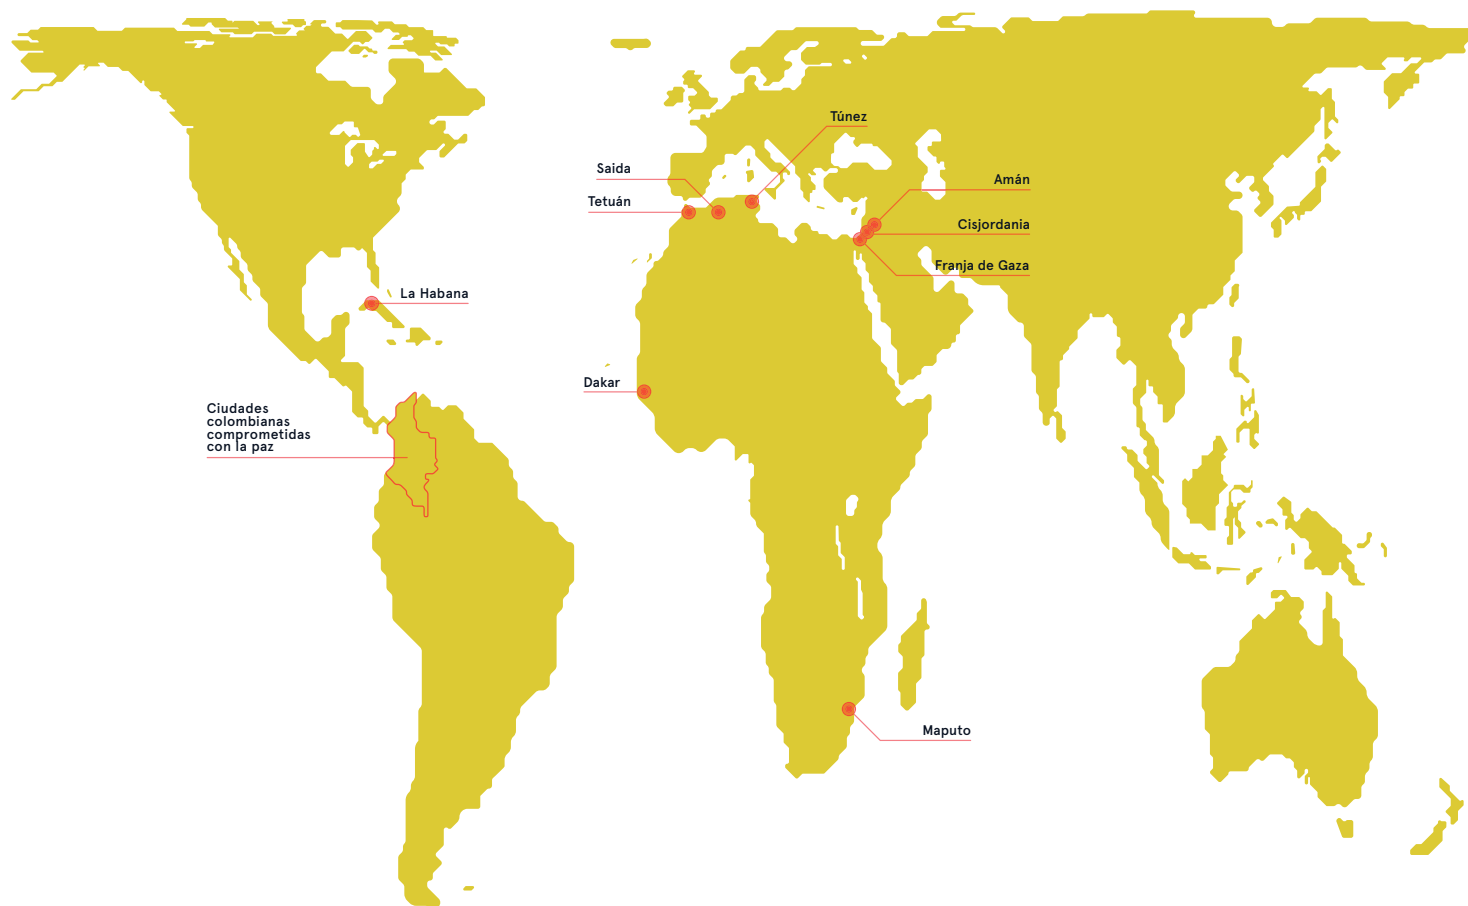 Túnez
Saida
Amán
Tetuán
Cisjordania
Franja de Gaza
La Habana
Dakar
Ciudades
colombianas
comprometidas
con la paz
Maputo